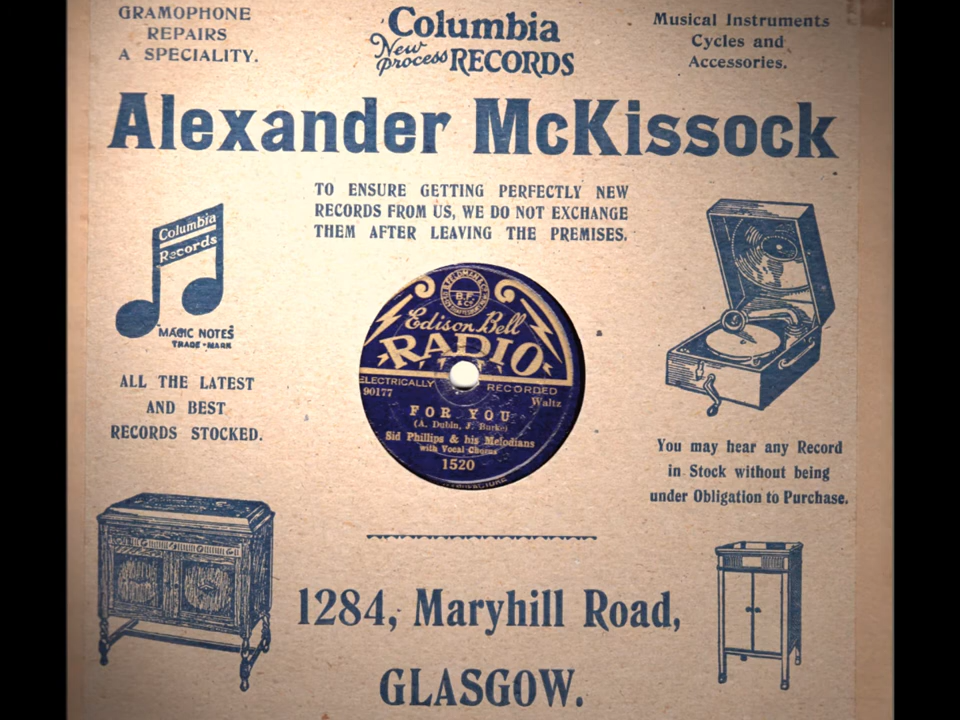 GRAMOPHONE
REPAIRS
A SPECIALITY.
Columbia
New process RECORDS
Musical Instruments
Cycles and
Accessories.
Alexander McKissock
TO ENSURE GETTING PERFECTLY NEW
RECORDS FROM US, WE DO NOT EXCHANGE
THEM AFTER LEAVING THE PREMISES.
Columbia
Records
"MAGIC NOTES"
TRADE-MARK
ALL THE LATEST
AND BEST
RECORDS STOCKED.
B.F.
& Co
Edison Bell
RADIO
ELECTRICALLY RECORDED
90177
Waltz
FOR YOU
(A. Dubin, J. Burke)
Sid Phillips & his Melodians
with Vocal Chorus
1520
You may hear any Record
in Stock without being
under Obligation to Purchase.
1284, Maryhill Road,
GLASGOW.